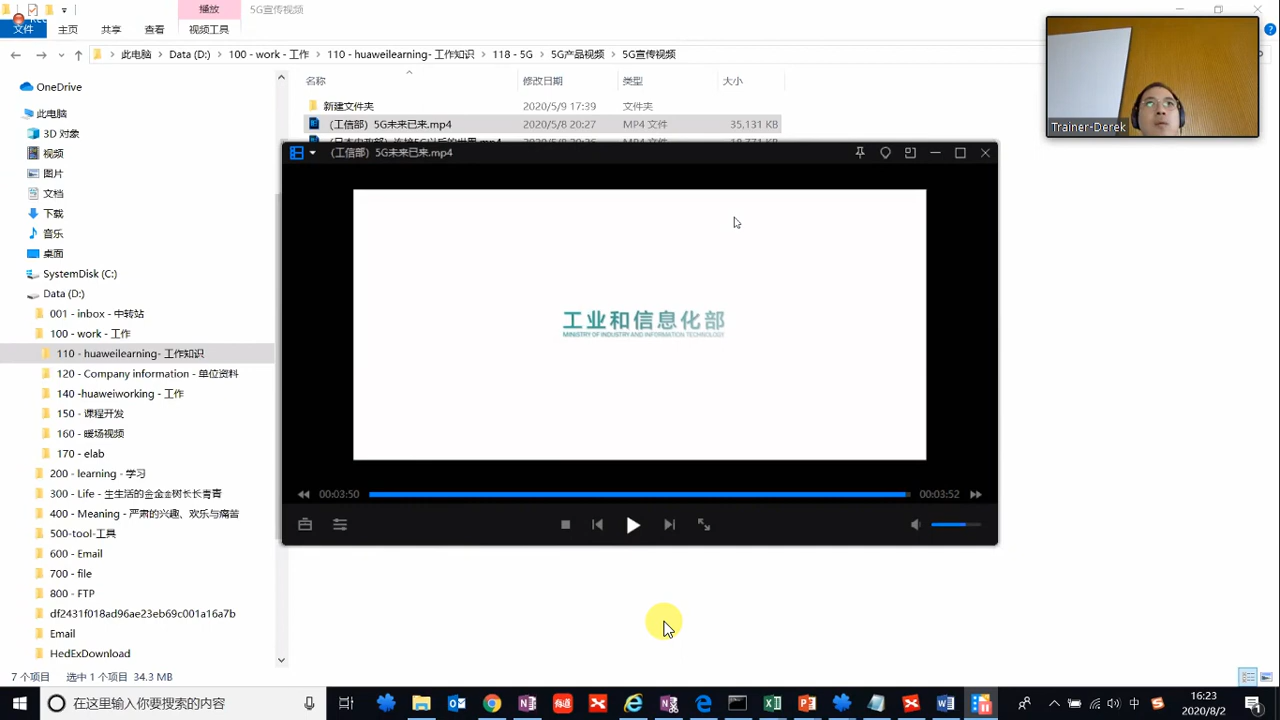 播放
5G宣传视频
文件
主页
共享
查看
视频工具
此电脑 › Data (D:) › 100 - work - 工作 › 110 - huaweilearning- 工作知识 › 118 - 5G › 5G产品视频 › 5G宣传视频
名称
修改日期
类型
大小
新建文件夹
2020/5/9 17:39
文件夹
(工信部) 5G未来已来.mp4
2020/5/8 20:27
MP4 文件
35,131 KB
Trainer-Derek
(工信部) 5G未来已来.mp4
工业和信息化部
MINISTRY OF INDUSTRY AND INFORMATION TECHNOLOGY
00:03:50
00:03:52
OneDrive
此电脑
3D 对象
视频
图片
文档
下载
音乐
桌面
SystemDisk (C:)
Data (D:)
001 - inbox - 中转站
100 - work - 工作
110 - huaweilearning- 工作知识
120 - Company information - 单位资料
140 -huaweiworking - 工作
150 - 课程开发
160 - 暖场视频
170 - elab
200 - learning - 学习
300 - Life - 生生活的金金树长长青青
400 - Meaning - 严肃的兴趣、欢乐与痛苦
500-tool-工具
600 - Email
700 - file
800 - FTP
df2431f018ad96ae23eb69c001a16a7b
Email
HedExDownload
7 个项目
选中 1 个项目 34.3 MB
在这里输入你要搜索的内容
中
16:23
2020/8/2